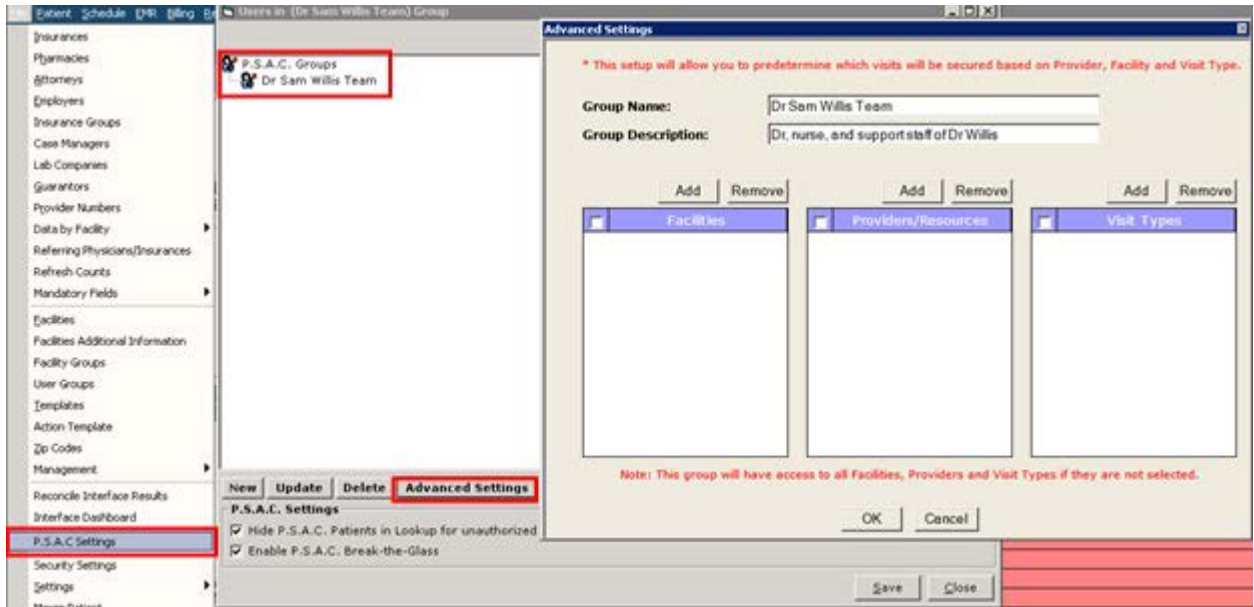 Patient Schedule EMR Billing
Insurances
Pharmacies
Attorneys
Employers
Insurance Groups
Case Managers
Lab Companies
Guarantors
Provider Numbers
Data by Facility
Referring Physicians/Insurances
Refresh Counts
Mandatory Fields
Facilities
Facilities Additional Information
Facility Groups
User Groups
Templates
Action Template
Zip Codes
Management
Reconcile Interface Results
Interface Dashboard
P.S.A.C Settings
Security Settings
Settings
Users in (Dr Sam Willis Team) Group
P.S.A.C. Groups
Dr Sam Willis Team
New Update Delete Advanced Settings
P.S.A.C. Settings
Hide P.S.A.C. Patients in Lookup for unauthorized
Enable P.S.A.C. Break-the-Glass
Save Close
Advanced Settings
* This setup will allow you to predetermine which visits will be secured based on Provider, Facility and Visit Type.
Group Name: Dr Sam Willis Team
Group Description: Dr, nurse, and support staff of Dr Willis
Add Remove Add Remove Add Remove
Facilities Providers/Resources Visit Types
Note: This group will have access to all Facilities, Providers and Visit Types if they are not selected.
OK Cancel